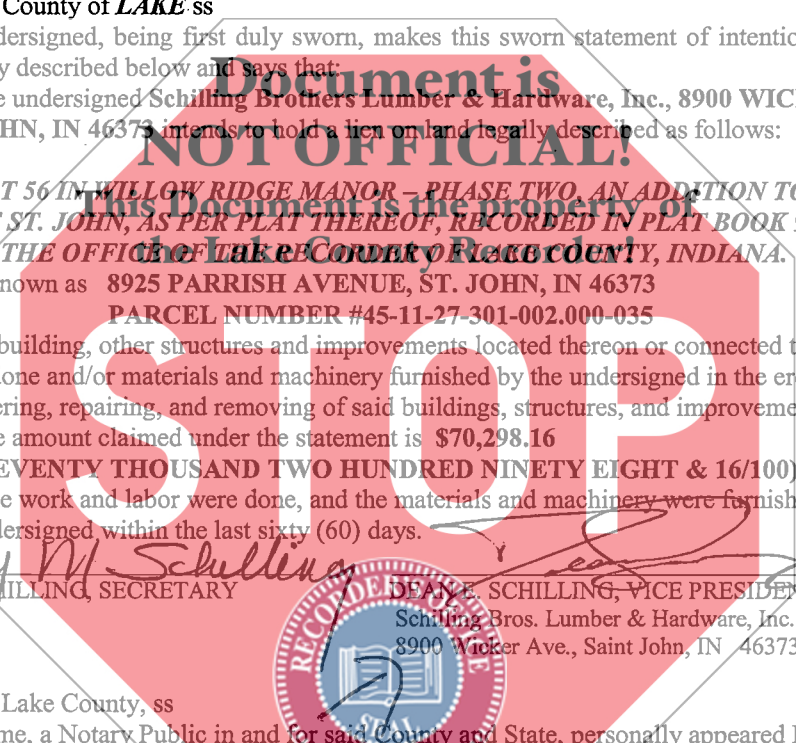 County of LAKE ss
dersigned, being first duly sworn, makes this sworn statement of intentio
y described below and says that:
Document is
e undersigned Schilling Brothers Lumber & Hardware, Inc., 8900 WIC
HN, IN 46373 intends to hold a lien on land legally described as follows:
NOT OFFICIAL!
T 56 IN WILLOW RIDGE MANOR – PHASE TWO, AN ADDITION TO
This Document is the property of
ST. JOHN, AS PER PLAT THEREOF, RECORDED IN PLAT BOOK
the Lake County Recorder!
THE OFFICE OF THE RECORDER OF LAKE COUNTY, INDIANA.
nown as 8925 PARRISH AVENUE, ST. JOHN, IN 46373
PARCEL NUMBER #45-11-27-301-002.000-035
STOP
building, other structures and improvements located thereon or connected t
one and/or materials and machinery furnished by the undersigned in the er
ering, repairing, and removing of said buildings, structures, and improveme
e amount claimed under the statement is $70,298.16
EVENTY THOUSAND TWO HUNDRED NINETY EIGHT & 16/100)
e work and labor were done, and the materials and machinery were furnish
dersigned within the last sixty (60) days.
M Schilling
HILLING, SECRETARY DEAN E. SCHILLING, VICE PRESIDEN
Schilling Bros. Lumber & Hardware, Inc.
8900 Wicker Ave., Saint John, IN 46373
RECORDER'S OFFICE
SEAL
Lake County, ss
me, a Notary Public in and for said County and State, personally appeared